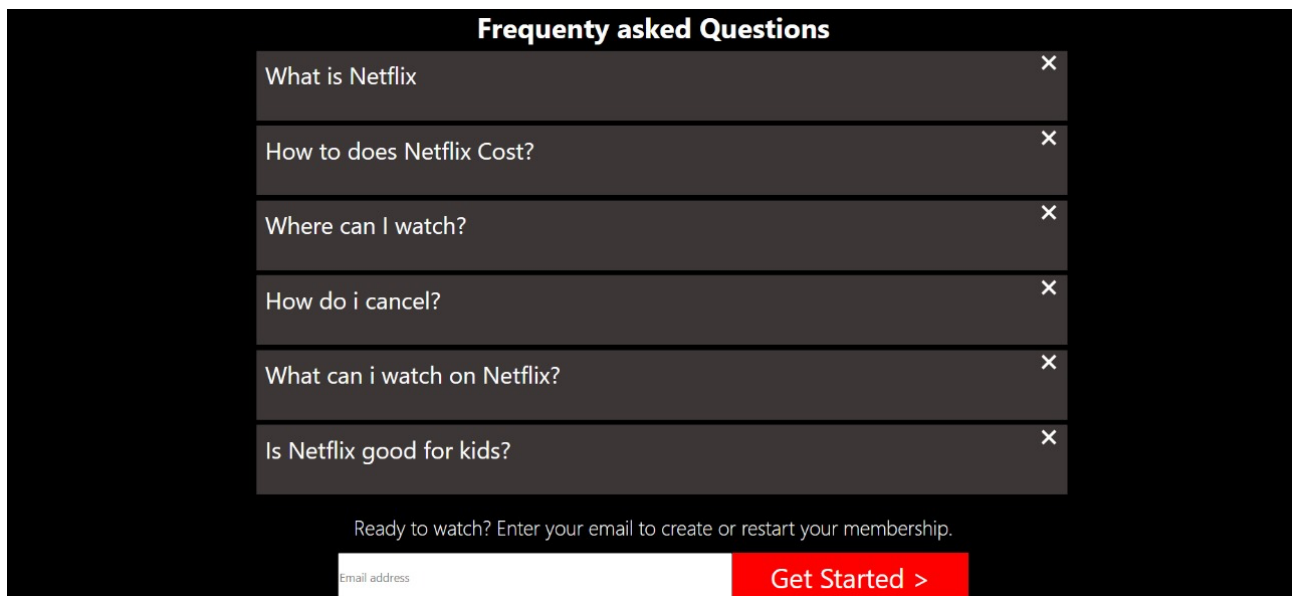 Frequenty asked Questions
What is Netflix
×
How to does Netflix Cost?
×
Where can I watch?
×
How do i cancel?
×
What can i watch on Netflix?
×
Is Netflix good for kids?
×
Ready to watch? Enter your email to create or restart your membership.
Email address
Get Started >